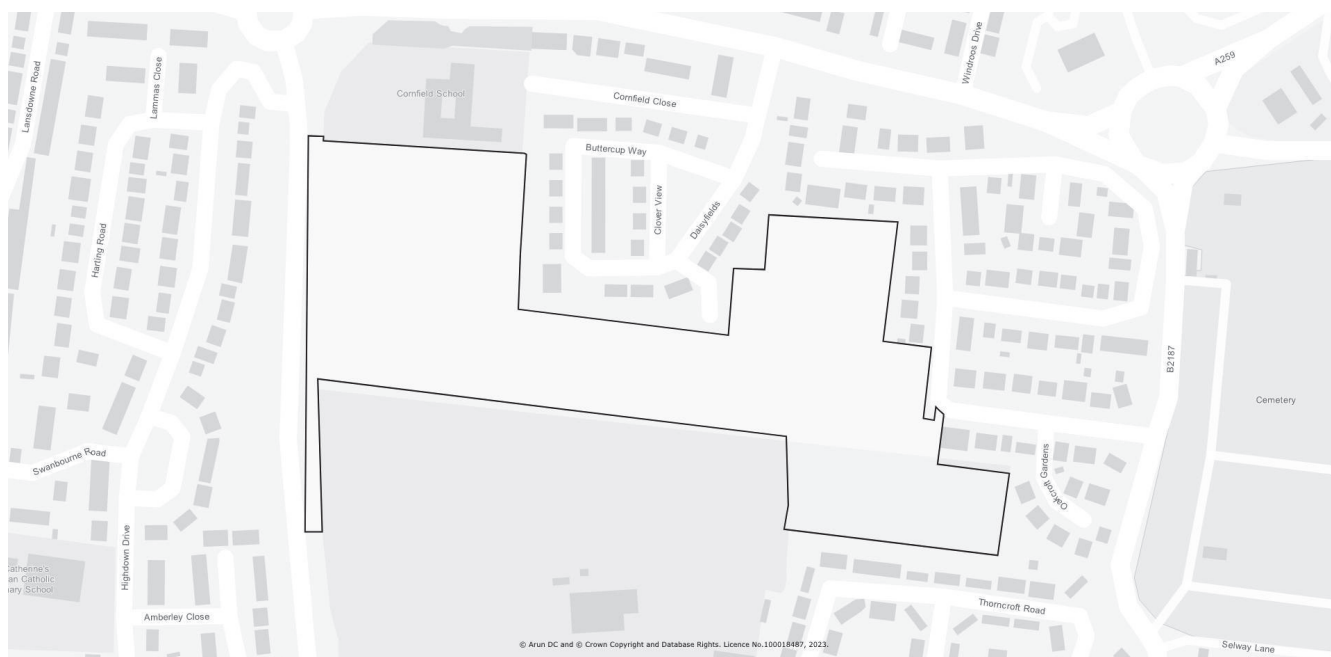 Lansdowne Road
Lammas Close
Cornfield School
Cornfield Close
Windroos Drive
A259
Buttercup Way
Clover View
Daisyfields
Harting Road
B2187
Cemetery
Swanbourne Road
Oakcroft Gardens
Highdown Drive
Catherine's
an Catholic
ary School
Amberley Close
Thorncroft Road
Selway Lane
© Arun DC and © Crown Copyright and Database Rights. Licence No.100018487, 2023.